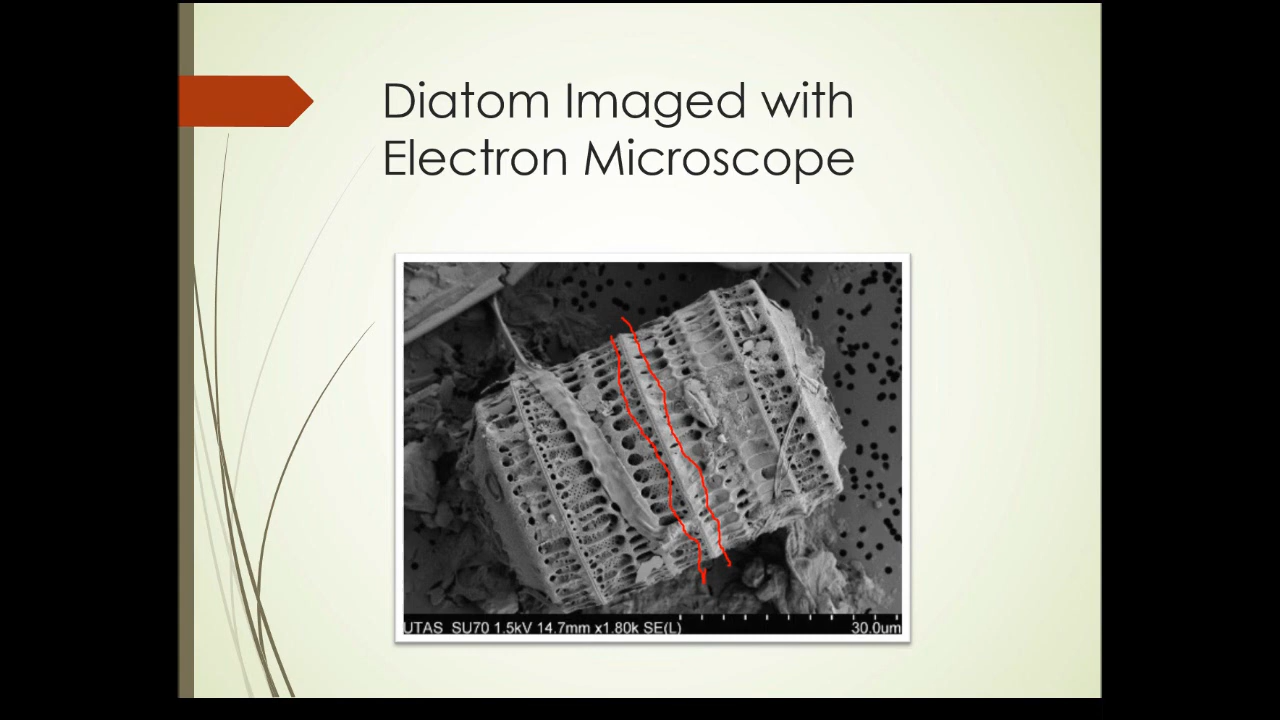 Diatom Imaged with
Electron Microscope
UTAS SU70 1.5kV 14.7mm x1.80k SE(L) 30.0um